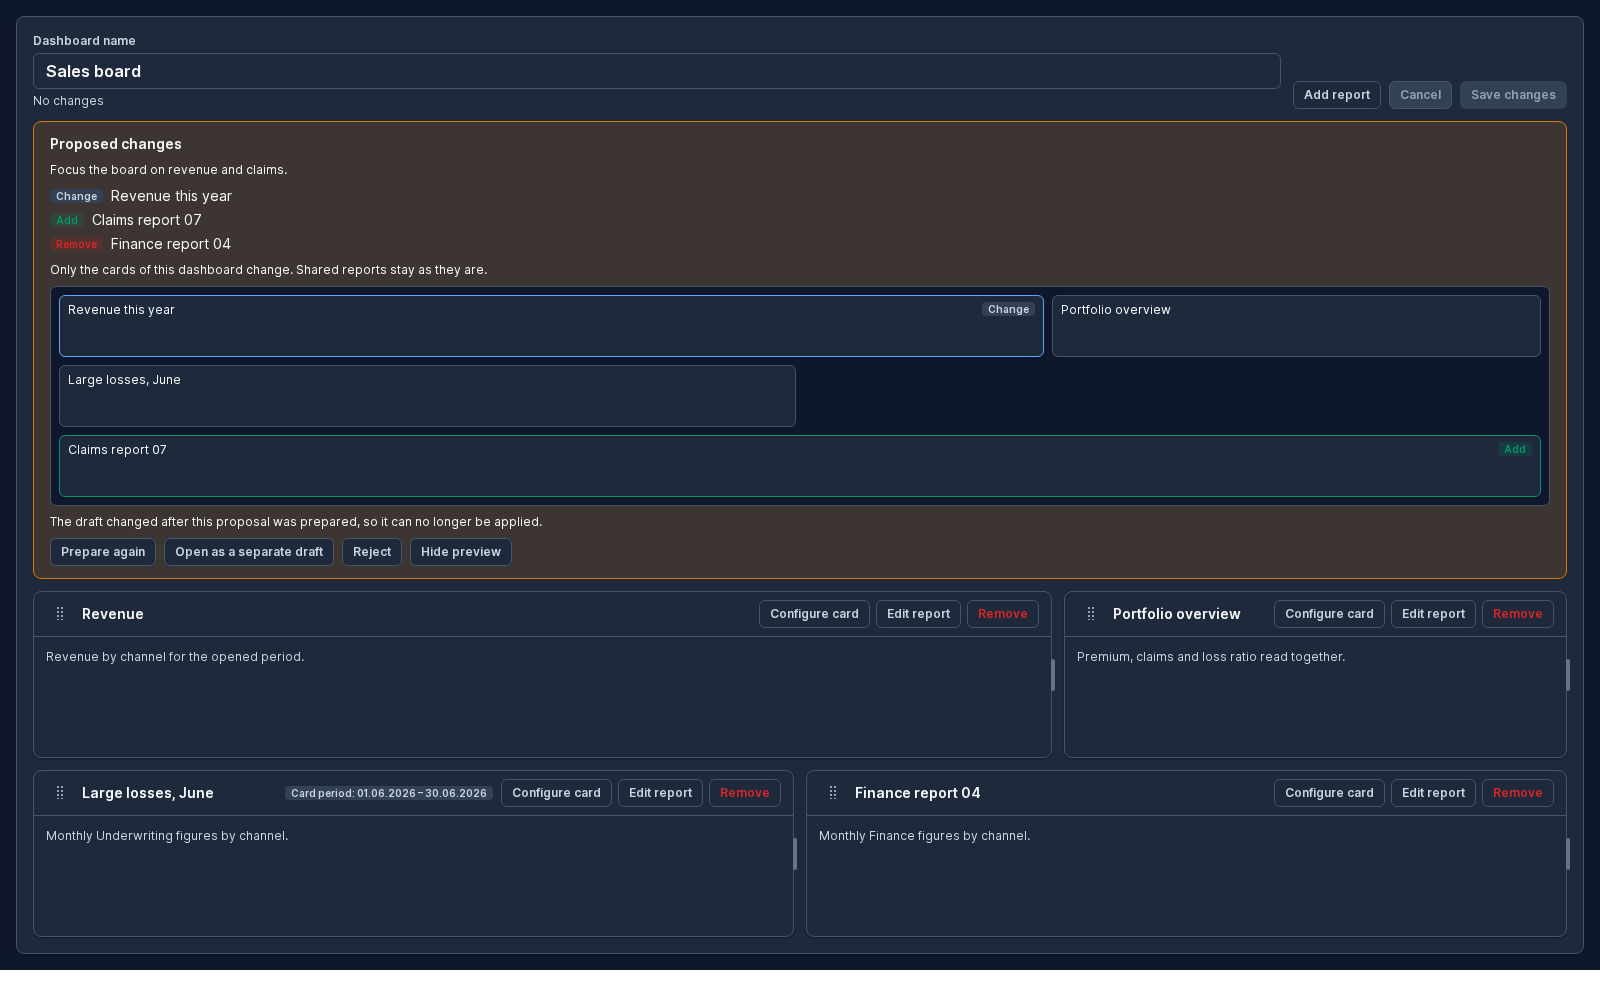 Dashboard name
Sales board
No changes
Add report
Cancel
Save changes
Proposed changes
Focus the board on revenue and claims.
Change Revenue this year
Add Claims report 07
Remove Finance report 04
Only the cards of this dashboard change. Shared reports stay as they are.
Revenue this year
Change
Portfolio overview
Large losses, June
Claims report 07
Add
The draft changed after this proposal was prepared, so it can no longer be applied.
Prepare again
Open as a separate draft
Reject
Hide preview
Revenue
Configure card
Edit report
Remove
Revenue by channel for the opened period.
Portfolio overview
Configure card
Edit report
Remove
Premium, claims and loss ratio read together.
Large losses, June
Card period: 01.06.2026 – 30.06.2026
Configure card
Edit report
Remove
Monthly Underwriting figures by channel.
Finance report 04
Configure card
Edit report
Remove
Monthly Finance figures by channel.